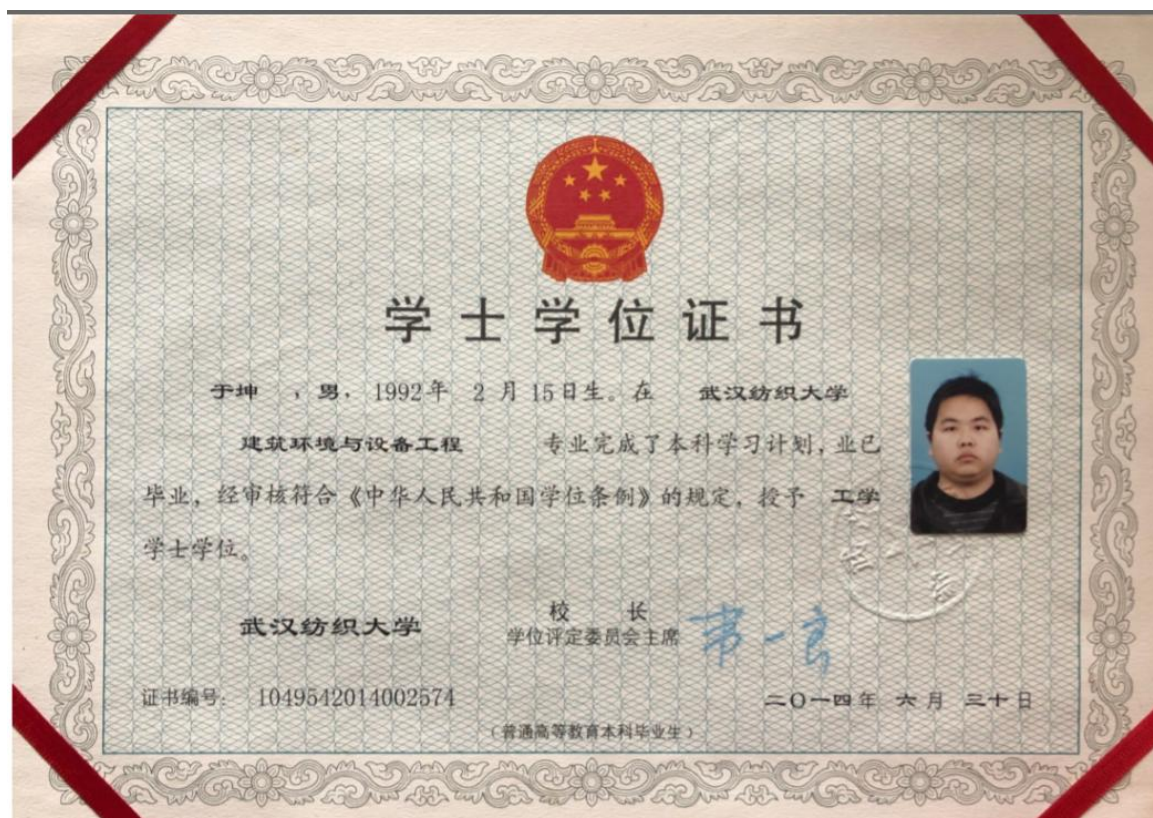 学士学位证书
于坤 ，男，1992年 2 月 15日生。在 武汉纺织大学
建筑环境与设备工程 专业完成了本科学习计划，业已
毕业，经审核符合《中华人民共和国学位条例》的规定，授予 工学
学士学位。
武汉纺织大学
校 长
学位评定委员会主席
证书编号：1049542014002574
二〇一四年 六月 三十日
（普通高等教育本科毕业生）